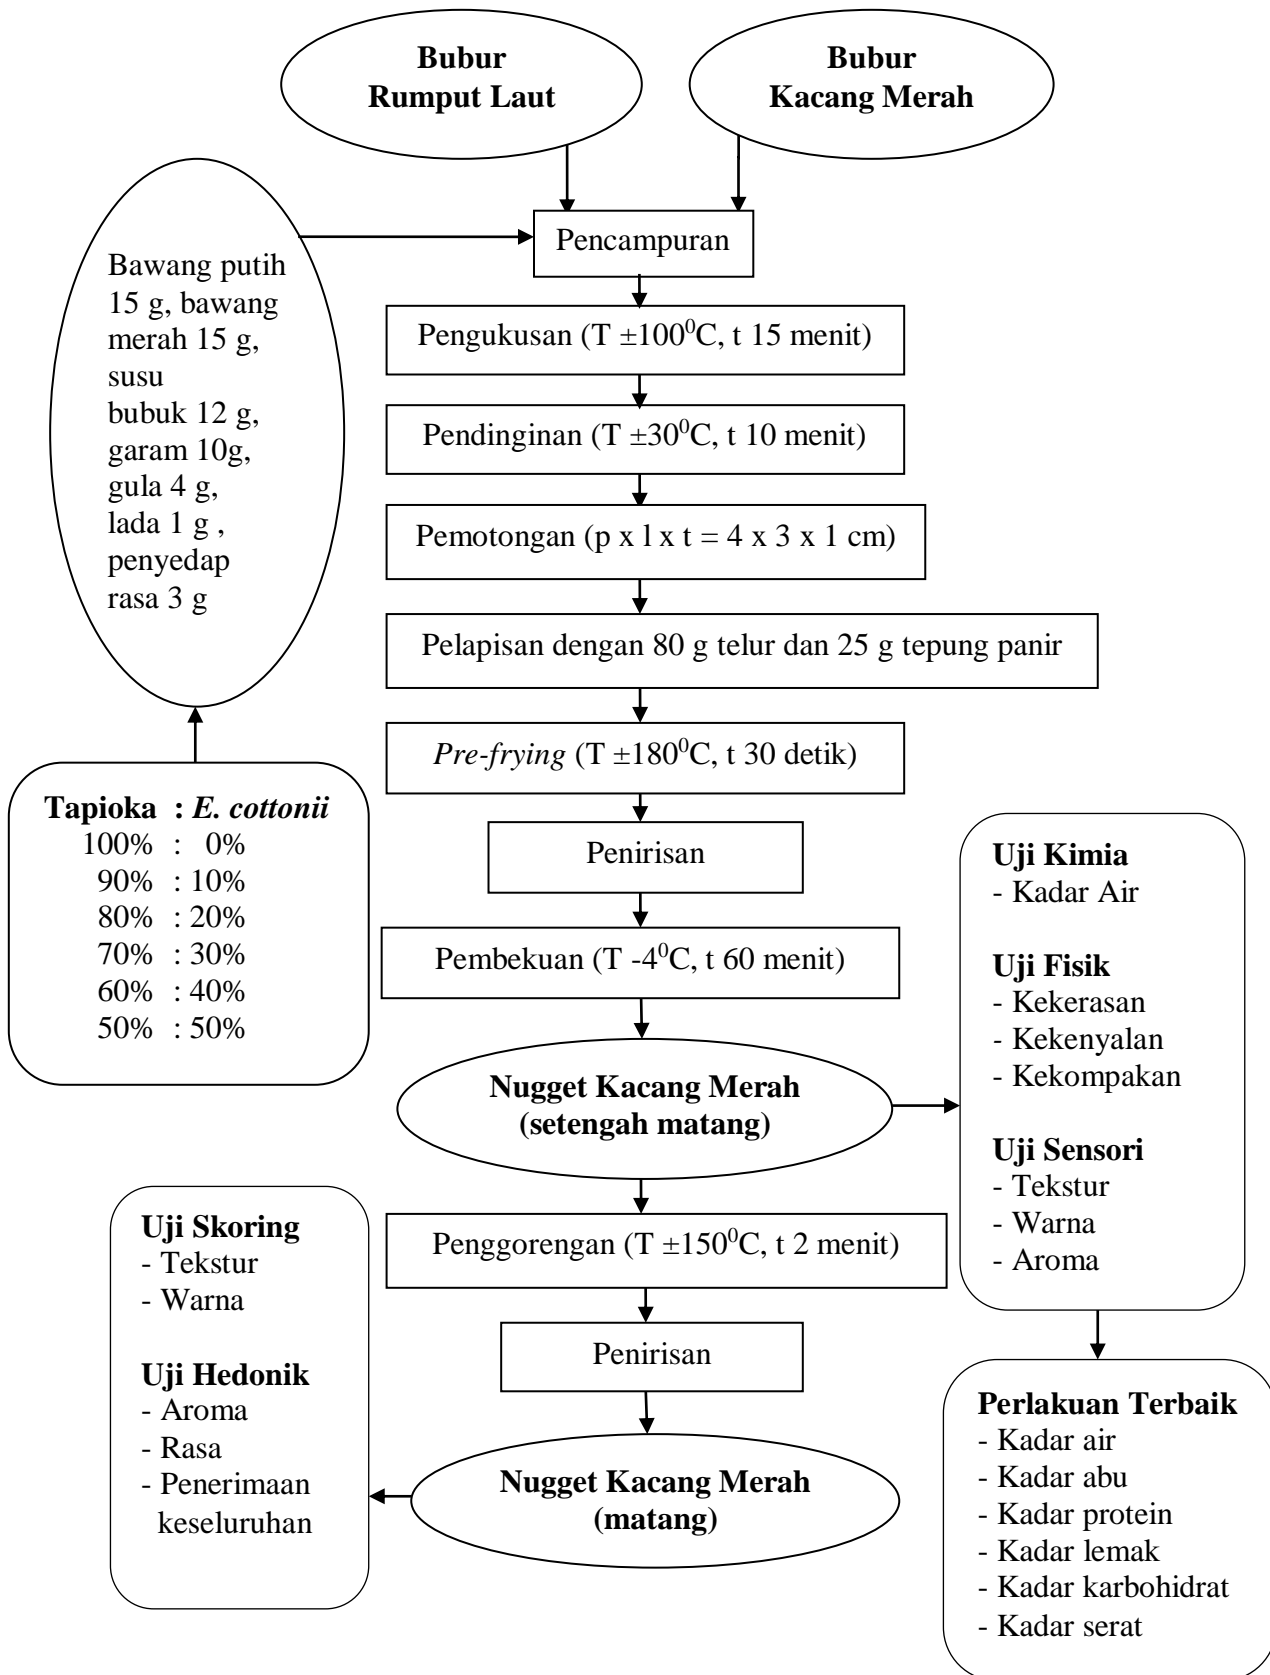 Bubur
Rumput Laut
Bubur
Kacang Merah
Pencampuran
Bawang putih
15 g, bawang
merah 15 g,
susu
bubuk 12 g,
garam 10g,
gula 4 g,
lada 1 g ,
penyedap
rasa 3 g
Pengukusan (T ±100⁰C, t 15 menit)
Pendinginan (T ±30⁰C, t 10 menit)
Pemotongan (p x l x t = 4 x 3 x 1 cm)
Pelapisan dengan 80 g telur dan 25 g tepung panir
Pre-frying (T ±180⁰C, t 30 detik)
Tapioka : E. cottonii
100% : 0%
90% : 10%
80% : 20%
70% : 30%
60% : 40%
50% : 50%
Penirisan
Pembekuan (T -4⁰C, t 60 menit)
Nugget Kacang Merah
(setengah matang)
Uji Kimia
- Kadar Air
Uji Fisik
- Kekerasan
- Kekenyalan
- Kekompakan
Uji Sensori
- Tekstur
- Warna
- Aroma
Penggorengan (T ±150⁰C, t 2 menit)
Penirisan
Nugget Kacang Merah
(matang)
Uji Skoring
- Tekstur
- Warna
Uji Hedonik
- Aroma
- Rasa
- Penerimaan
keseluruhan
Perlakuan Terbaik
- Kadar air
- Kadar abu
- Kadar protein
- Kadar lemak
- Kadar karbohidrat
- Kadar serat